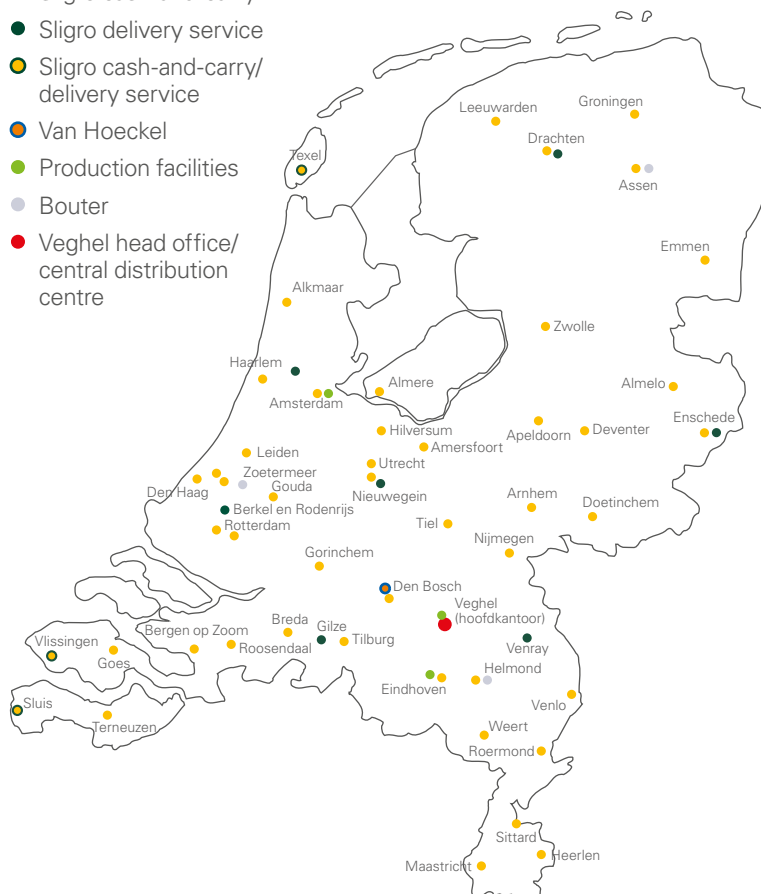 Sligro delivery service
Sligro cash-and-carry/
delivery service
Van Hoeckel
Production facilities
Bouter
Veghel head office/
central distribution
centre
Leeuwarden
Groningen
Drachten
Texel
Assen
Emmen
Alkmaar
Zwolle
Haarlem
Almere
Almelo
Amsterdam
Enschede
Hilversum
Apeldoorn
Deventer
Amersfoort
Leiden
Utrecht
Zoetermeer
Den Haag
Gouda
Nieuwegein
Arnhem
Doetinchem
Berkel en Rodenrijs
Rotterdam
Tiel
Nijmegen
Gorinchem
Den Bosch
Veghel
(hoofdkantoor)
Breda
Gilze
Bergen op Zoom
Vlissingen
Tilburg
Roosendaal
Venray
Goes
Helmond
Eindhoven
Sluis
Venlo
Terneuzen
Weert
Roermond
Sittard
Heerlen
Maastricht